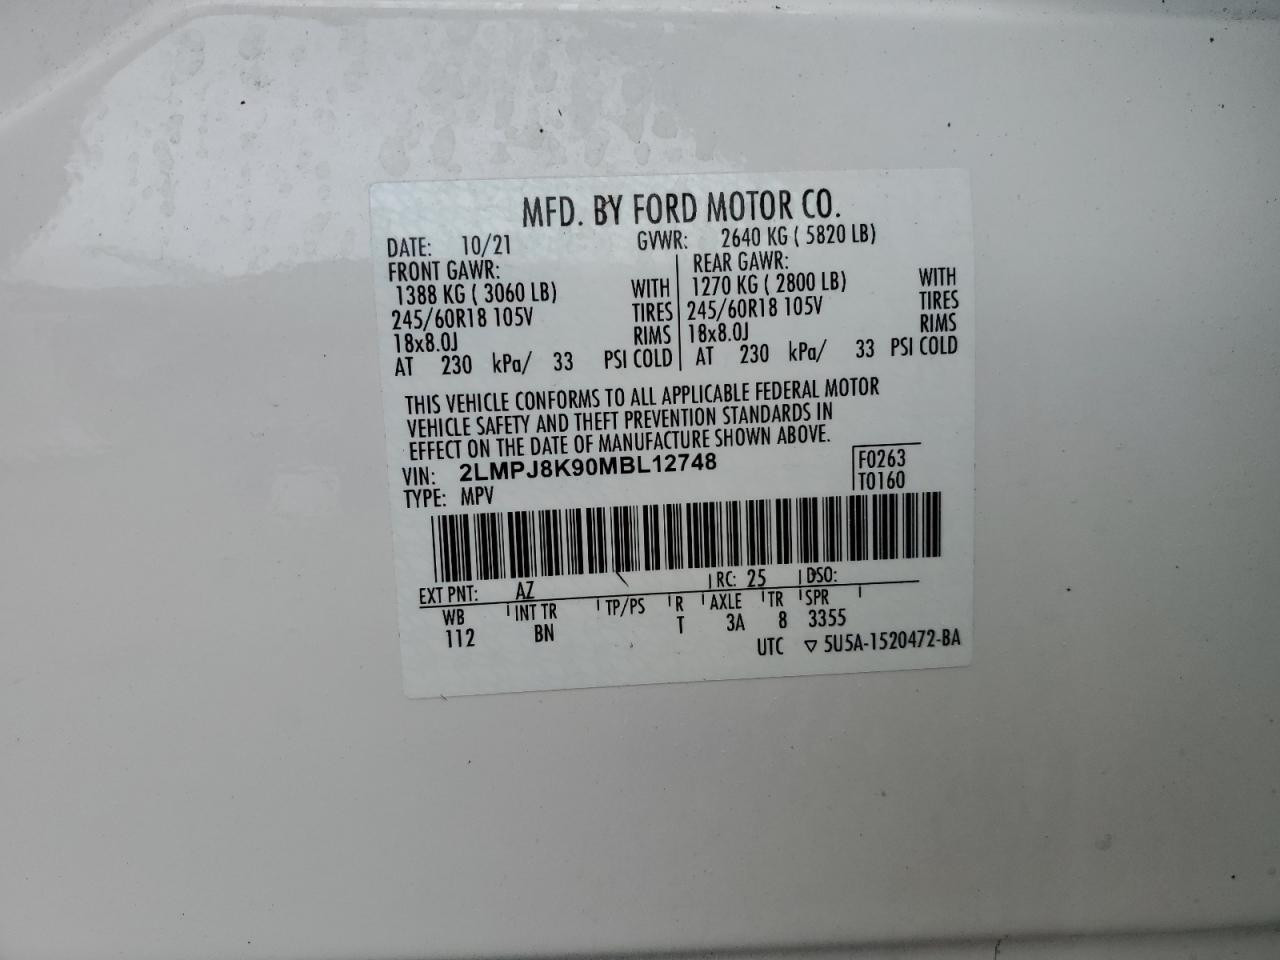 MFD. BY FORD MOTOR CO.
DATE: 10/21 GVWR: 2640 KG ( 5820 LB)
FRONT GAWR: REAR GAWR:
1388 KG ( 3060 LB) WITH 1270 KG ( 2800 LB) WITH
245/60R18 105V TIRES 245/60R18 105V TIRES
18x8.0J RIMS 18x8.0J RIMS
AT 230 kPa/ 33 PSI COLD AT 230 kPa/ 33 PSI COLD
THIS VEHICLE CONFORMS TO ALL APPLICABLE FEDERAL MOTOR
VEHICLE SAFETY AND THEFT PREVENTION STANDARDS IN
EFFECT ON THE DATE OF MANUFACTURE SHOWN ABOVE.
VIN: 2LMPJ8K90MBL12748 F0263
TYPE: MPV T0160
EXT PNT: AZ RC: 25 DSO:
WB INT TR TP/PS R AXLE TR SPR
112 BN T 3A 8 3355
UTC ▽ 5U5A-1520472-BA